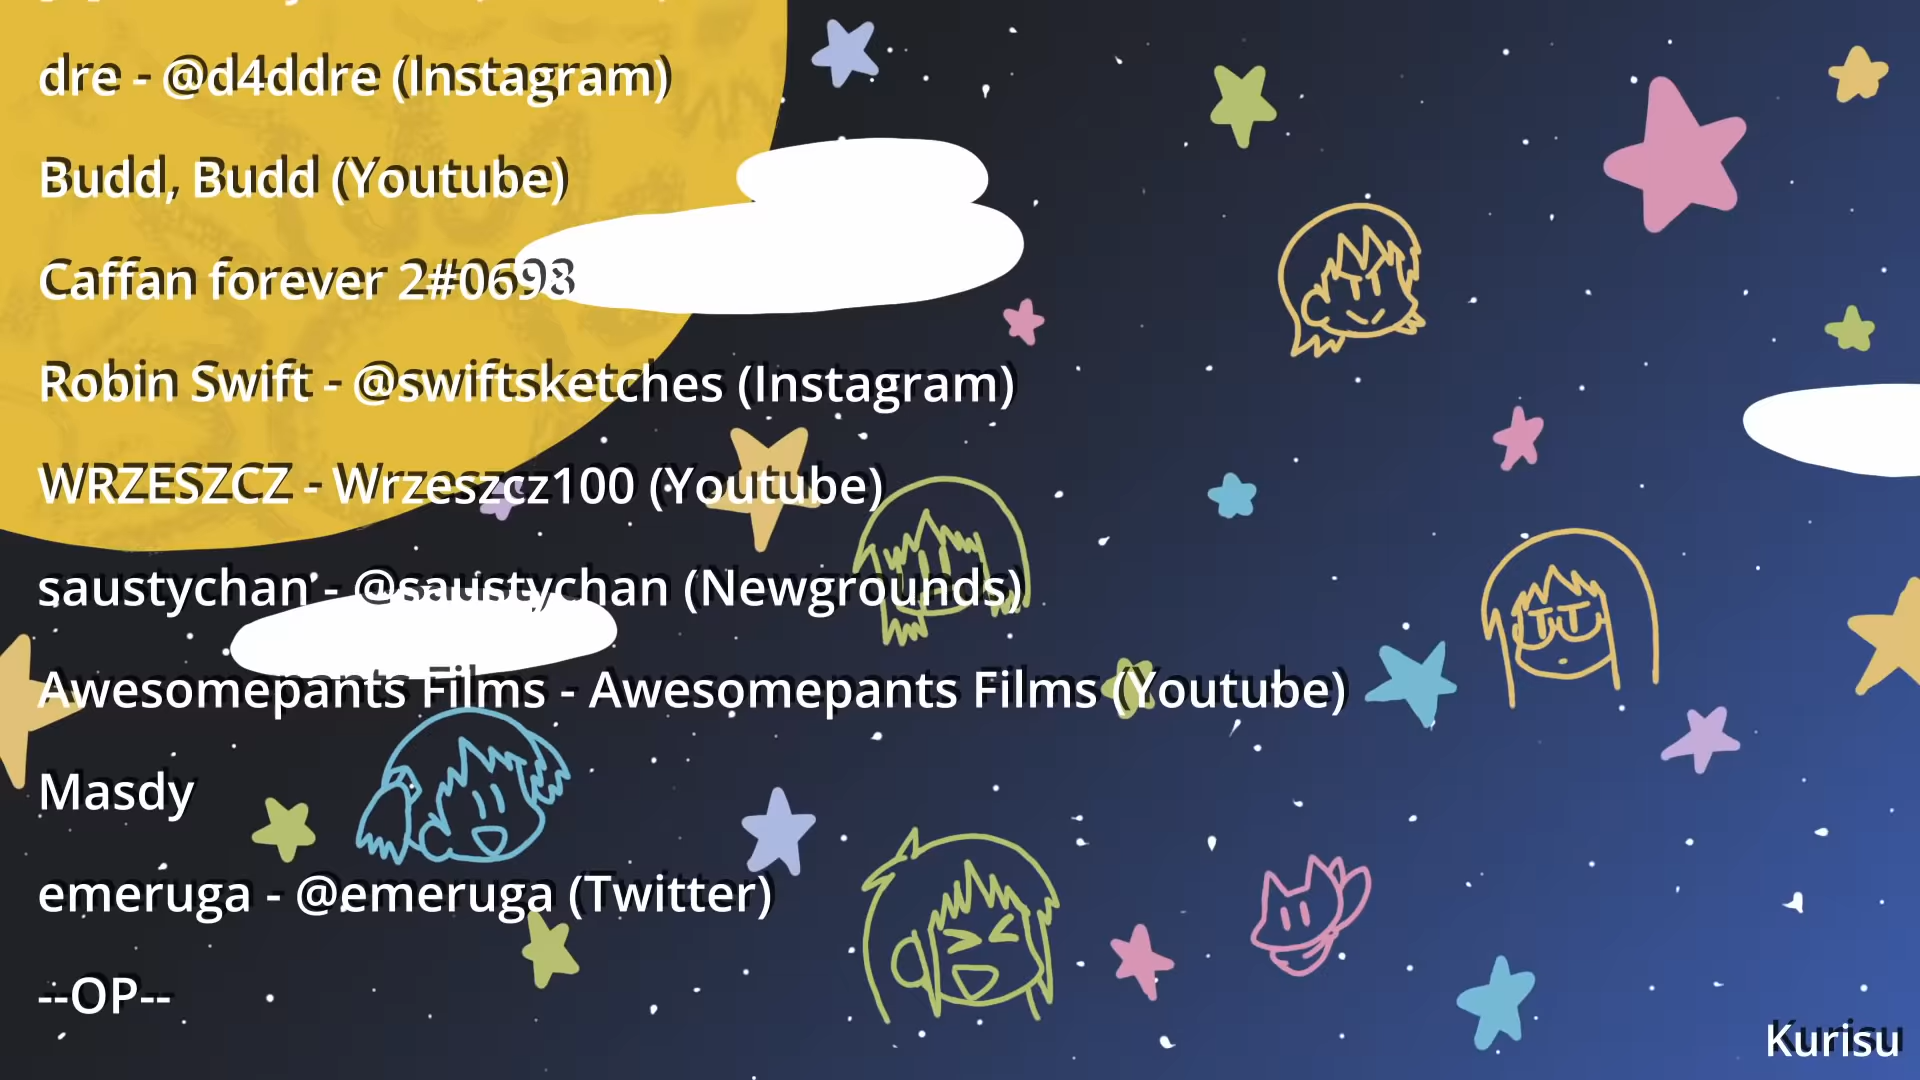 dre - @d4ddre (Instagram)
Budd, Budd (Youtube)
Caffan forever 2#0698
Robin Swift - @swiftsketches (Instagram)
WRZESZCZ - Wrzeszcz100 (Youtube)
saustychan - @saustychan (Newgrounds)
Awesomepants Films - Awesomepants Films (Youtube)
Masdy
emeruga - @emeruga (Twitter)
--OP--
Kurisu